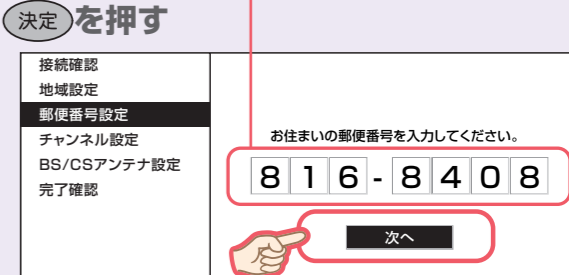 決定を押す
接続確認
地域設定
郵便番号設定
チャンネル設定
BS/CSアンテナ設定
完了確認
お住まいの郵便番号を入力してください。
816-8408
次へ